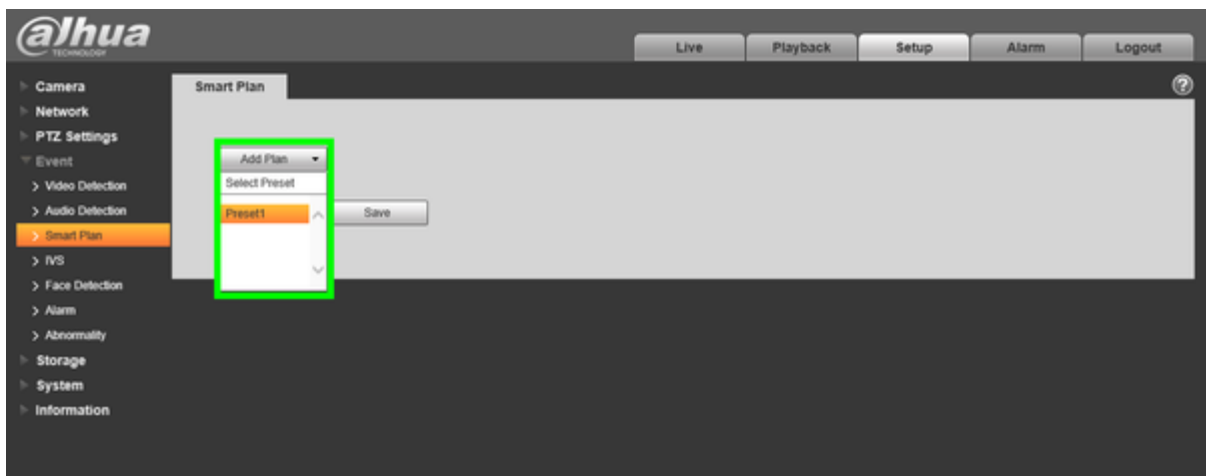 alhua
TECHNOLOGY
Live Playback Setup Alarm Logout
Camera
Smart Plan
?
Network
PTZ Settings
Event
Add Plan
> Video Detection
Select Preset
> Audio Detection
Preset1
Save
> Smart Plan
> IVS
> Face Detection
> Alarm
> Abnormality
Storage
System
Information